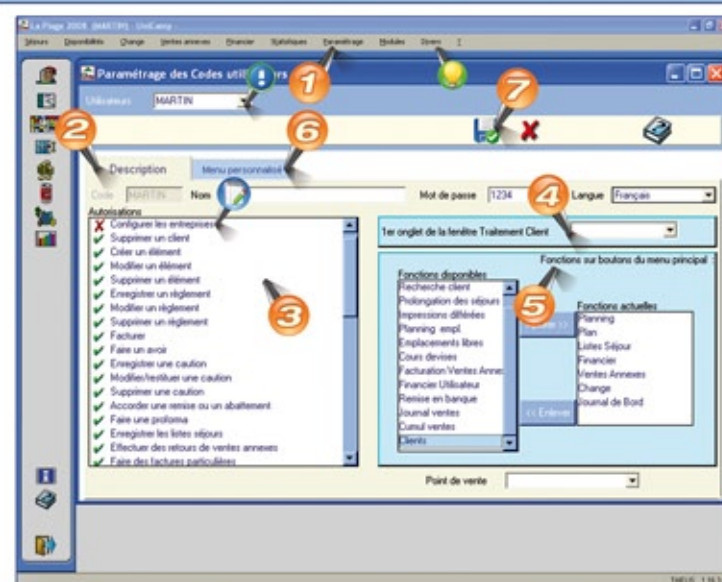 La Plage 2008 (MARTIN) - UniCamp -
Séjours Disponibilités Change Ventes annexes Financier Statistiques Paramétrage Modules Divers ?
1
Paramétrage des Codes utili ers
Utilisateurs MARTIN
7
2
6
Description Menu personnalisé
Code MARTIN Nom Mot de passe 1234 Langue Français
4
Autorisations
Configurer les entreprises
Supprimer un client
Créer un élément
Modifier un élément
Supprimer un élément
Enregistrer un règlement
Modifier un règlement
Supprimer un règlement
Facturer
Faire un avoir
Enregistrer une caution
Modifier/restituer une caution
Supprimer une caution
Accorder une remise ou un abattement
Faire une proforma
Enregistrer les listes séjours
Effectuer des retours de ventes annexes
Faire des factures particulières
3
1er onglet de la fenêtre Traitement Client
Fonctions sur boutons du menu principal
5
Fonctions disponibles
Recherche client
Prolongation des séjours
Impressions différées
Planning empl.
Emplacements libres
Cours devises
Facturation Ventes Annex
Financier Utilisateur
Remise en banque
Journal ventes
Cumul ventes
Clients
>>
<< Enlever
Fonctions actuelles
Planning
Plan
Listes Séjour
Financier
Ventes Annexes
Change
Journal de Bord
Point de vente